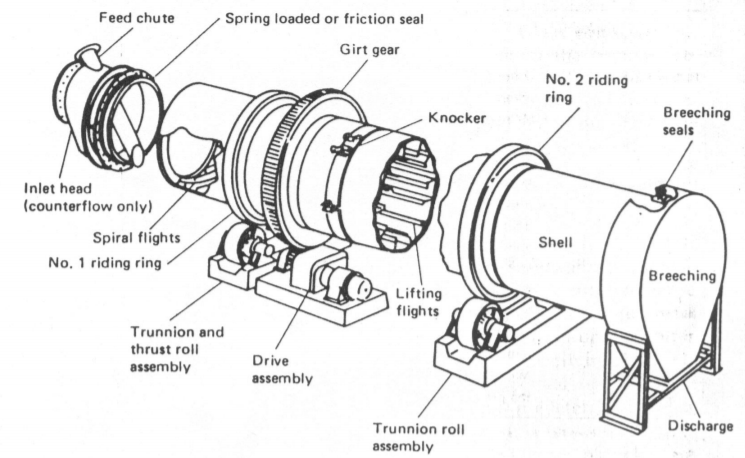 Feed chute
Spring loaded or friction seal
Girt gear
No. 2 riding
ring
Knocker
Breeching
seals
Inlet head
(counterflow only)
Spiral flights
No. 1 riding ring
Shell
Breeching
Lifting
flights
Trunnion and
thrust roll
assembly
Drive
assembly
Trunnion roll
assembly
Discharge